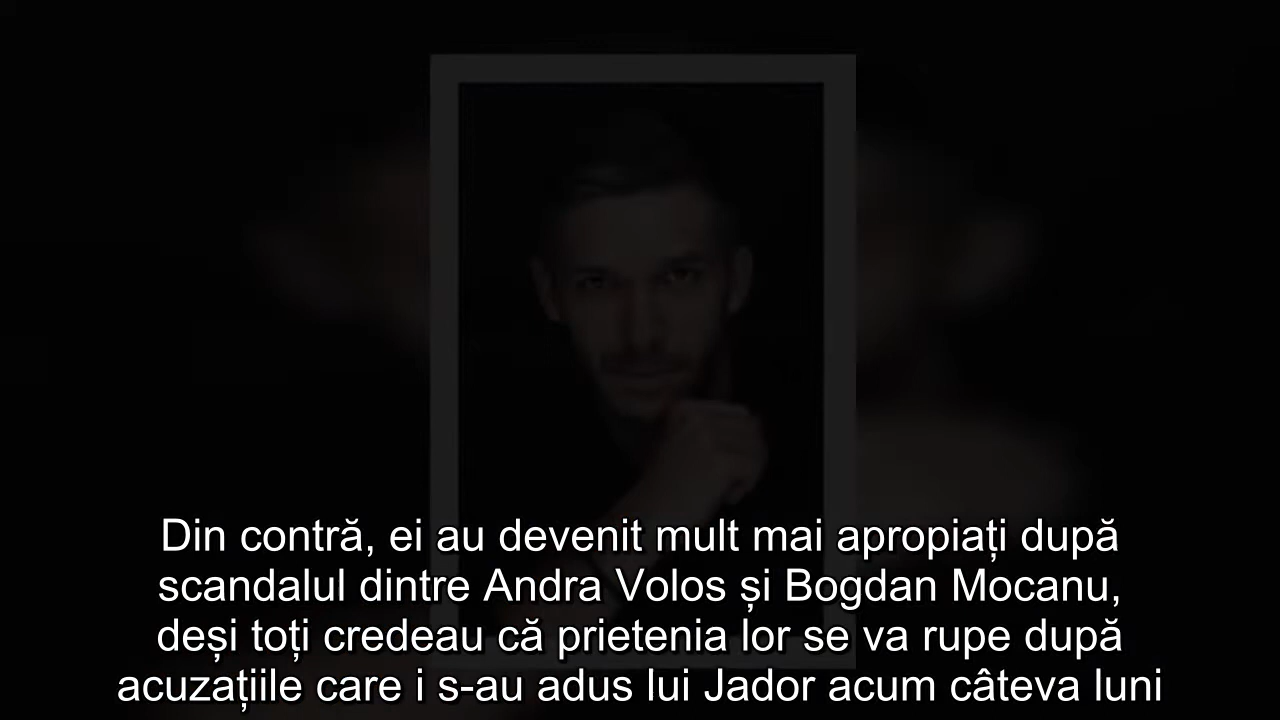 Din contră, ei au devenit mult mai apropiați după
scandalul dintre Andra Volos și Bogdan Mocanu,
deși toți credeau că prietenia lor se va rupe după
acuzațiile care i s-au adus lui Jador acum câteva luni